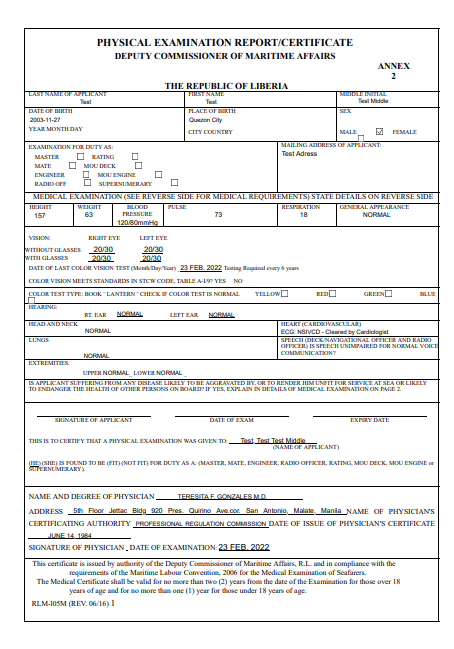 PHYSICAL EXAMINATION REPORT/CERTIFICATE
DEPUTY COMMISSIONER OF MARITIME AFFAIRS
ANNEX
2
THE REPUBLIC OF LIBERIA
LAST NAME OF APPLICANT FIRST NAME MIDDLE INITIAL
Test Test Test Middle
DATE OF BIRTH PLACE OF BIRTH SEX
2003-11-27 Quezon City
YEAR MONTH DAY CITY COUNTRY MALE FEMALE
EXAMINATION FOR DUTY AS: MAILING ADDRESS OF APPLICANT:
MASTER RATING Test Adress
MATE MOU DECK
ENGINEER MOU ENGINE
RADIO OFF SUPERNUMERARY
MEDICAL EXAMINATION (SEE REVERSE SIDE FOR MEDICAL REQUIREMENTS) STATE DETAILS ON REVERSE SIDE
HEIGHT WEIGHT BLOOD PRESSURE PULSE RESPIRATION GENERAL APPEARANCE
157 63 120/80mmHg 73 18 NORMAL
VISION: RIGHT EYE LEFT EYE
WITHOUT GLASSES 20/30 20/30
WITH GLASSES 20/30 20/30
DATE OF LAST COLOR VISION TEST (Month/Day/Year) 23 FEB. 2022 Testing Required every 6 years
COLOR VISION MEETS STANDARDS IN STCW CODE, TABLE A-I/9? YES NO
COLOR TEST TYPE: BOOK " LANTERN " CHECK IF COLOR TEST IS NORMAL YELLOW RED GREEN BLUE
HEARING:
RT. EAR NORMAL LEFT EAR NORMAL
HEAD AND NECK HEART (CARDIOVASCULAR)
NORMAL ECG: NSIVCD - Cleared by Cardiologist
LUNGS SPEECH (DECK/NAVIGATIONAL OFFICER AND RADIO
OFFICER) IS SPEECH UNIMPAIRED FOR NORMAL VOICE
NORMAL COMMUNICATION?
EXTREMITIES:
UPPER NORMAL_LOWER NORMAL _
IS APPLICANT SUFFERING FROM ANY DISEASE LIKELY TO BE AGGRAVATED BY, OR TO RENDER HIM UNFIT FOR SERVICE AT SEA OR LIKELY
TO ENDANGER THE HEALTH OF OTHER PERSONS ON BOARD? IF YES, EXPLAIN IN DETAILS OF MEDICAL EXAMINATION ON PAGE 2.
SIGNATURE OF APPLICANT DATE OF EXAM EXPIRY DATE
THIS IS TO CERTIFY THAT A PHYSICAL EXAMINATION WAS GIVEN TO: Test, Test Test Middle
(NAME OF APPLICANT)
(HE) (SHE) IS FOUND TO BE (FIT) (NOT FIT) FOR DUTY AS A: (MASTER, MATE, ENGINEER, RADIO OFFICER, RATING, MOU DECK, MOU ENGINE or
SUPERNUMERARY).
NAME AND DEGREE OF PHYSICIAN TERESITA F. GONZALES M.D.
ADDRESS 5th Floor Jettac Bldg 920 Pres. Quirino Ave.cor. San Antonio, Malate, Manila NAME OF PHYSICIAN'S
CERTIFICATING AUTHORITY PROFESSIONAL REGULATION COMMISSION DATE OF ISSUE OF PHYSICIAN'S CERTIFICATE
JUNE 14, 1984
SIGNATURE OF PHYSICIAN DATE OF EXAMINATION: 23 FEB. 2022
This certificate is issued by authority of the Deputy Commissioner of Maritime Affairs, R.L. and in compliance with the
requirements of the Maritime Labour Convention, 2006 for the Medical Examination of Seafarers.
The Medical Certificate shall be valid for no more than two (2) years from the date of the Examination for those over 18
years of age and for no more than one (1) year for those under 18 years of age.
RLM-105M (REV. 06/16) 1